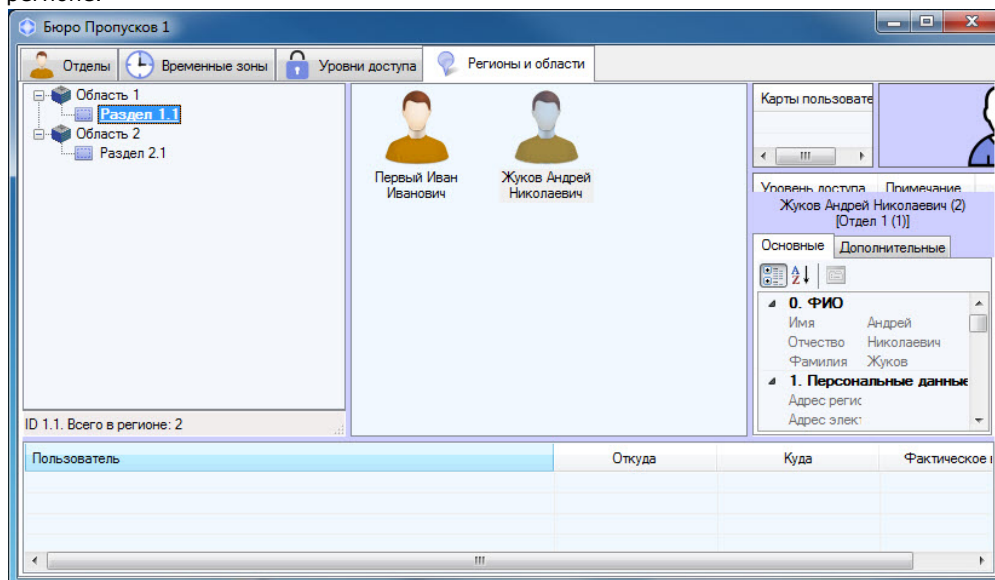 регионе.
Бюро Пропусков 1
Отделы Временные зоны Уровни доступа Регионы и области
Область 1
Раздел 1.1
Область 2
Раздел 2.1
ID 1.1. Всего в регионе: 2
Первый Иван
Иванович
Жуков Андрей
Николаевич
Карты пользовате
Уровень доступа Примечание
Жуков Андрей Николаевич (2)
[Отдел 1 (1)]
Основные Дополнительные
0. ФИО
Имя Андрей
Отчество Николаевич
Фамилия Жуков
1. Персональные данные
Адрес регис
Адрес элект
Пользователь Откуда Куда Фактическое